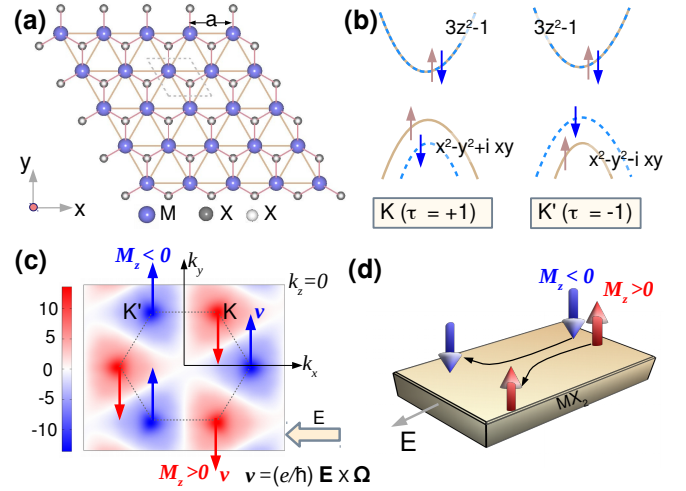 (a)
a
y
x
M
X
X
(b)
3z²-1
3z²-1
x²-y²+i xy
x²-y²-i xy
K (τ = +1)
K' (τ = -1)
(c)
10
5
0
-5
-10
M_z < 0
k_y
k_z=0
K'
K
v
k_x
E
M_z >0
v
v =(e/ħ) E x Ω
(d)
M_z < 0
M_z >0
MX₂
E